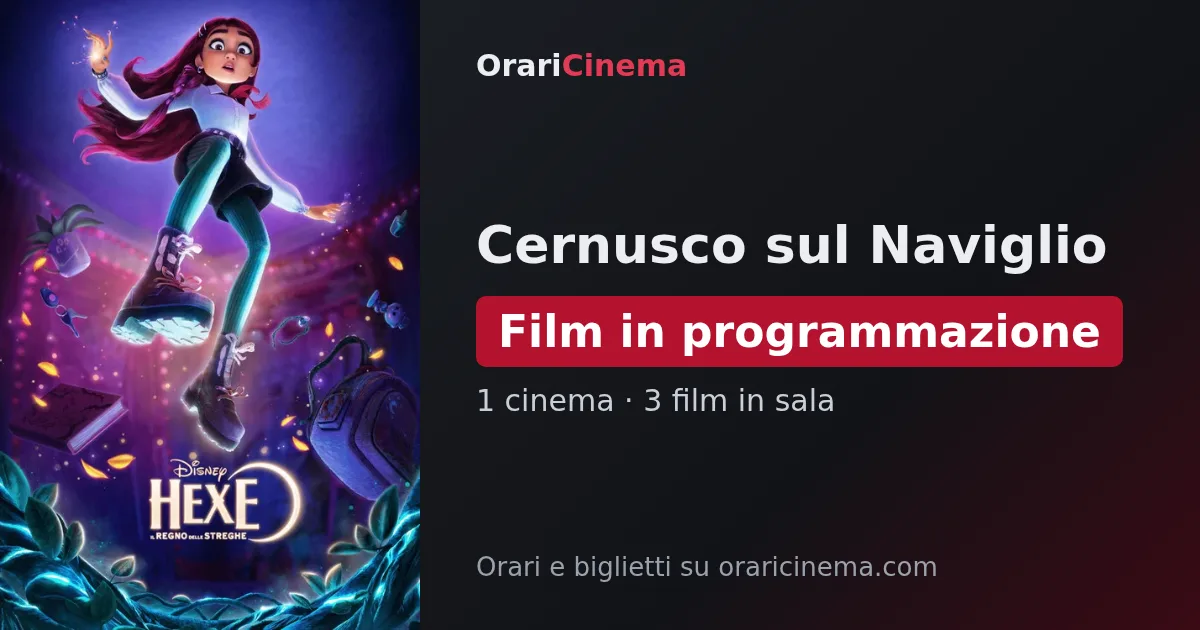 Disney
HEXE
IL REGNO DELLE STREGHE
OrariCinema
Cernusco sul Naviglio
Film in programmazione
1 cinema · 3 film in sala
Orari e biglietti su oraricinema.com